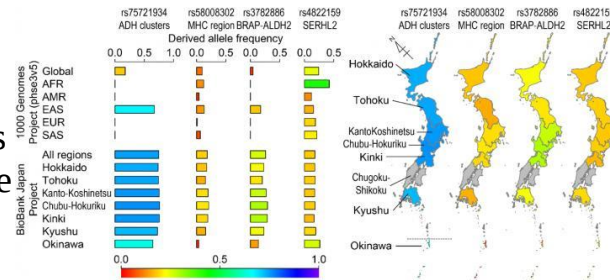 rs75721934 rs58008302 rs3782886 rs4822159
ADH clusters MHC region BRAP-ALDH2 SERHL2
Derived allele frequency
0.0 0.5 1.0 0.0 0.5 0.0 0.5 0.0 0.5
1000 Genomes
Project (phse3v5)
Global
AFR
AMR
EAS
EUR
SAS
BioBank Japan
Project
All regions
Hokkaido
Tohoku
Kanto-Koshinetsu
Chubu-Hokuriku
Kinki
Kyushu
Okinawa
0.0 0.5 1.0
rs75721934 rs58008302 rs3782886 rs4822159
ADH clusters MHC region BRAP-ALDH2 SERHL2
N
Hokkaido
Tohoku
KantoKoshinetsu
Chubu-Hokuriku
Kinki
Chugoku-
Shikoku
Kyushu
Okinawa